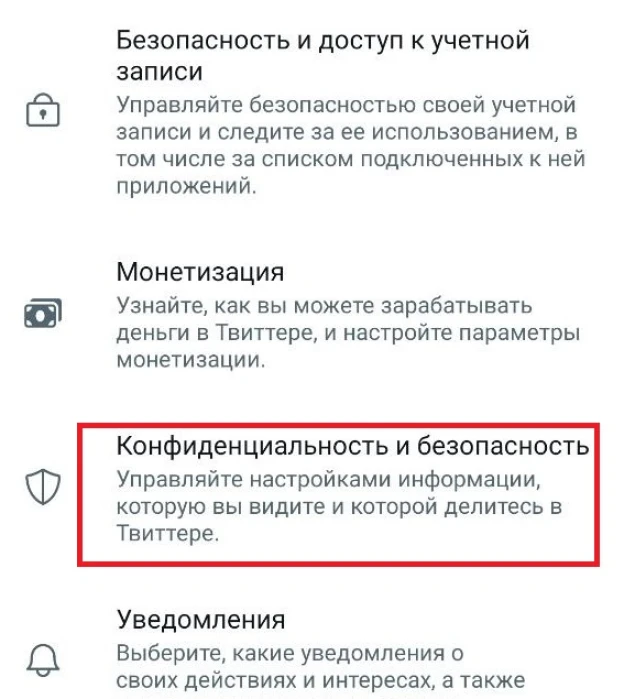 Безопасность и доступ к учетной
записи
Управляйте безопасностью своей учетной
записи и следите за ее использованием, в
том числе за списком подключенных к ней
приложений.
Монетизация
Узнайте, как вы можете зарабатывать
деньги в Твиттере, и настройте параметры
монетизации.
Конфиденциальность и безопасность
Управляйте настройками информации,
которую вы видите и которой делитесь в
Твиттере.
Уведомления
Выберите, какие уведомления о
своих действиях и интересах, а также